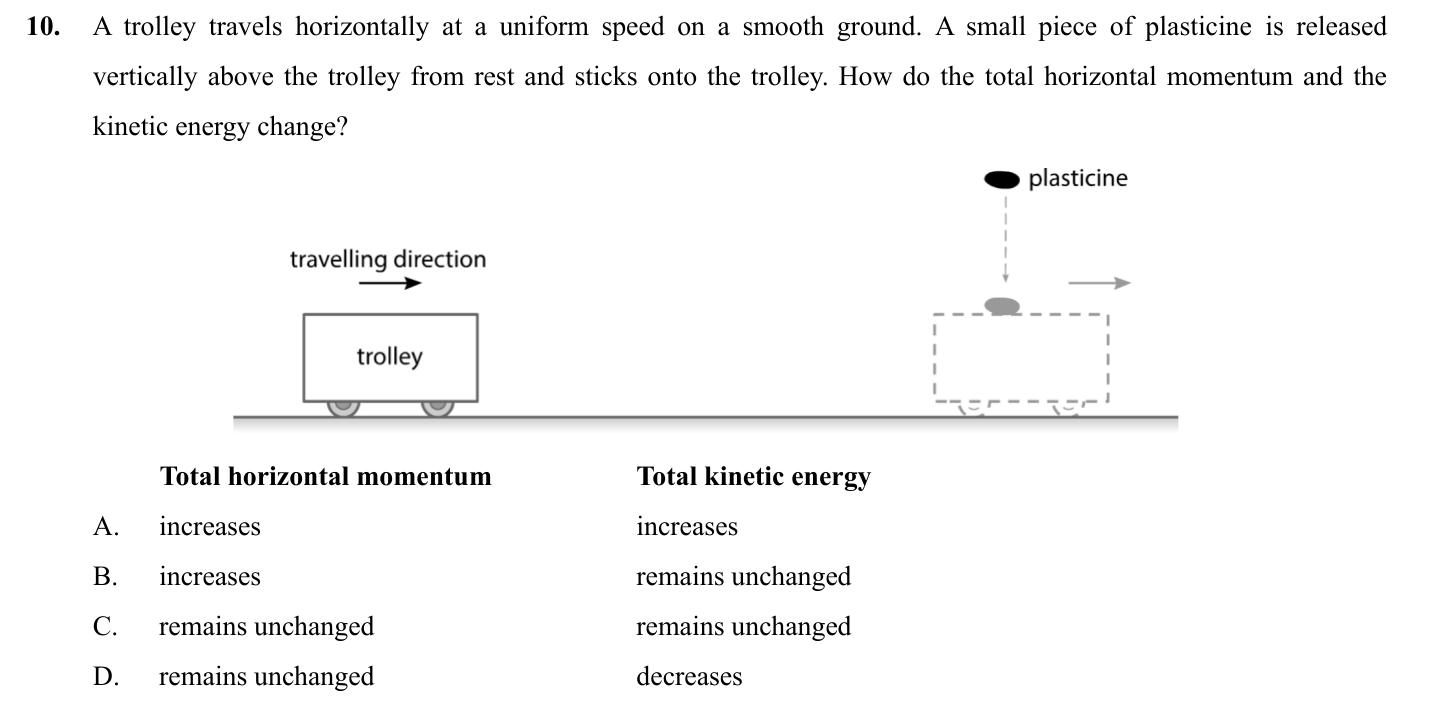 10. A trolley travels horizontally at a uniform speed on a smooth ground. A small piece of plasticine is released
vertically above the trolley from rest and sticks onto the trolley. How do the total horizontal momentum and the
kinetic energy change?
plasticine
travelling direction
trolley
Total horizontal momentum Total kinetic energy
A. increases increases
B. increases remains unchanged
C. remains unchanged remains unchanged
D. remains unchanged decreases